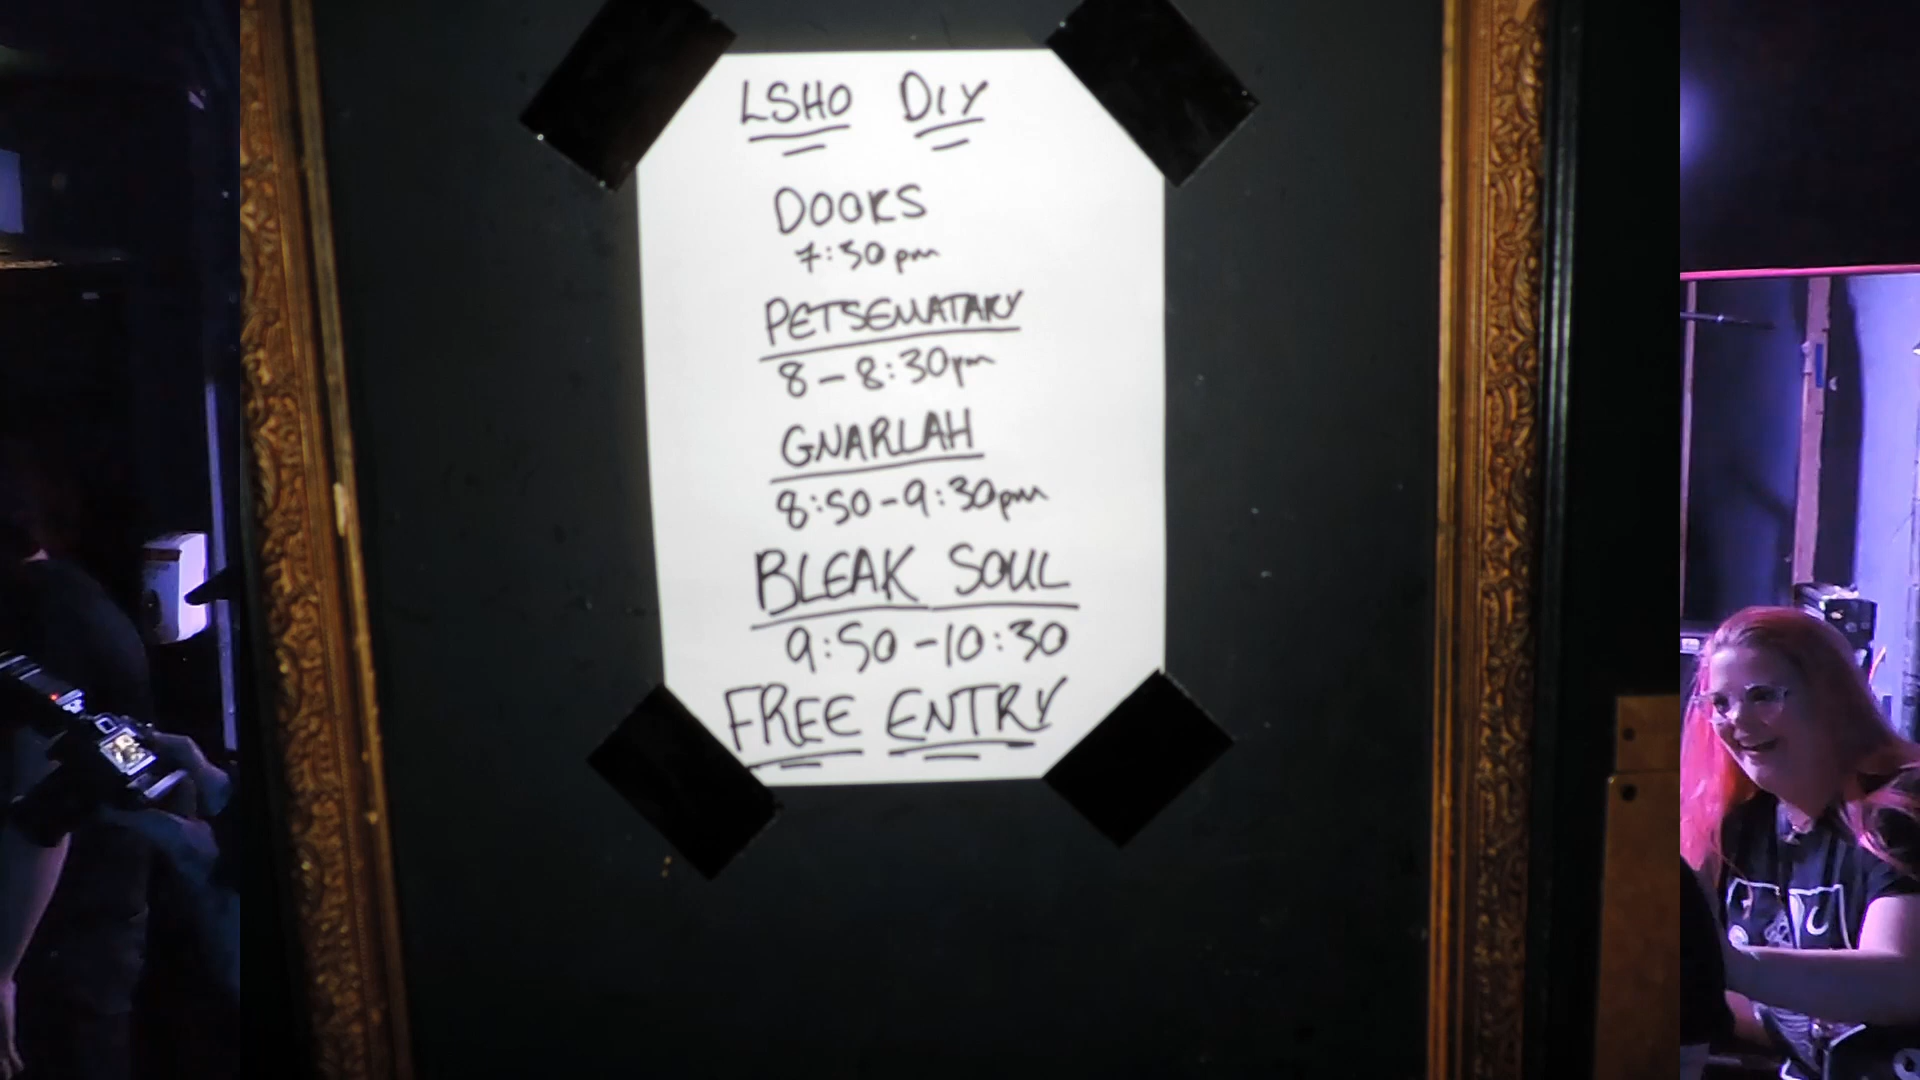 LSHO DIY
DOORS
7:30pm
PETSEMATARY
8-8:30pm
GNARLAH
8:50-9:30pm
BLEAK SOUL
9:50-10:30
FREE ENTRY